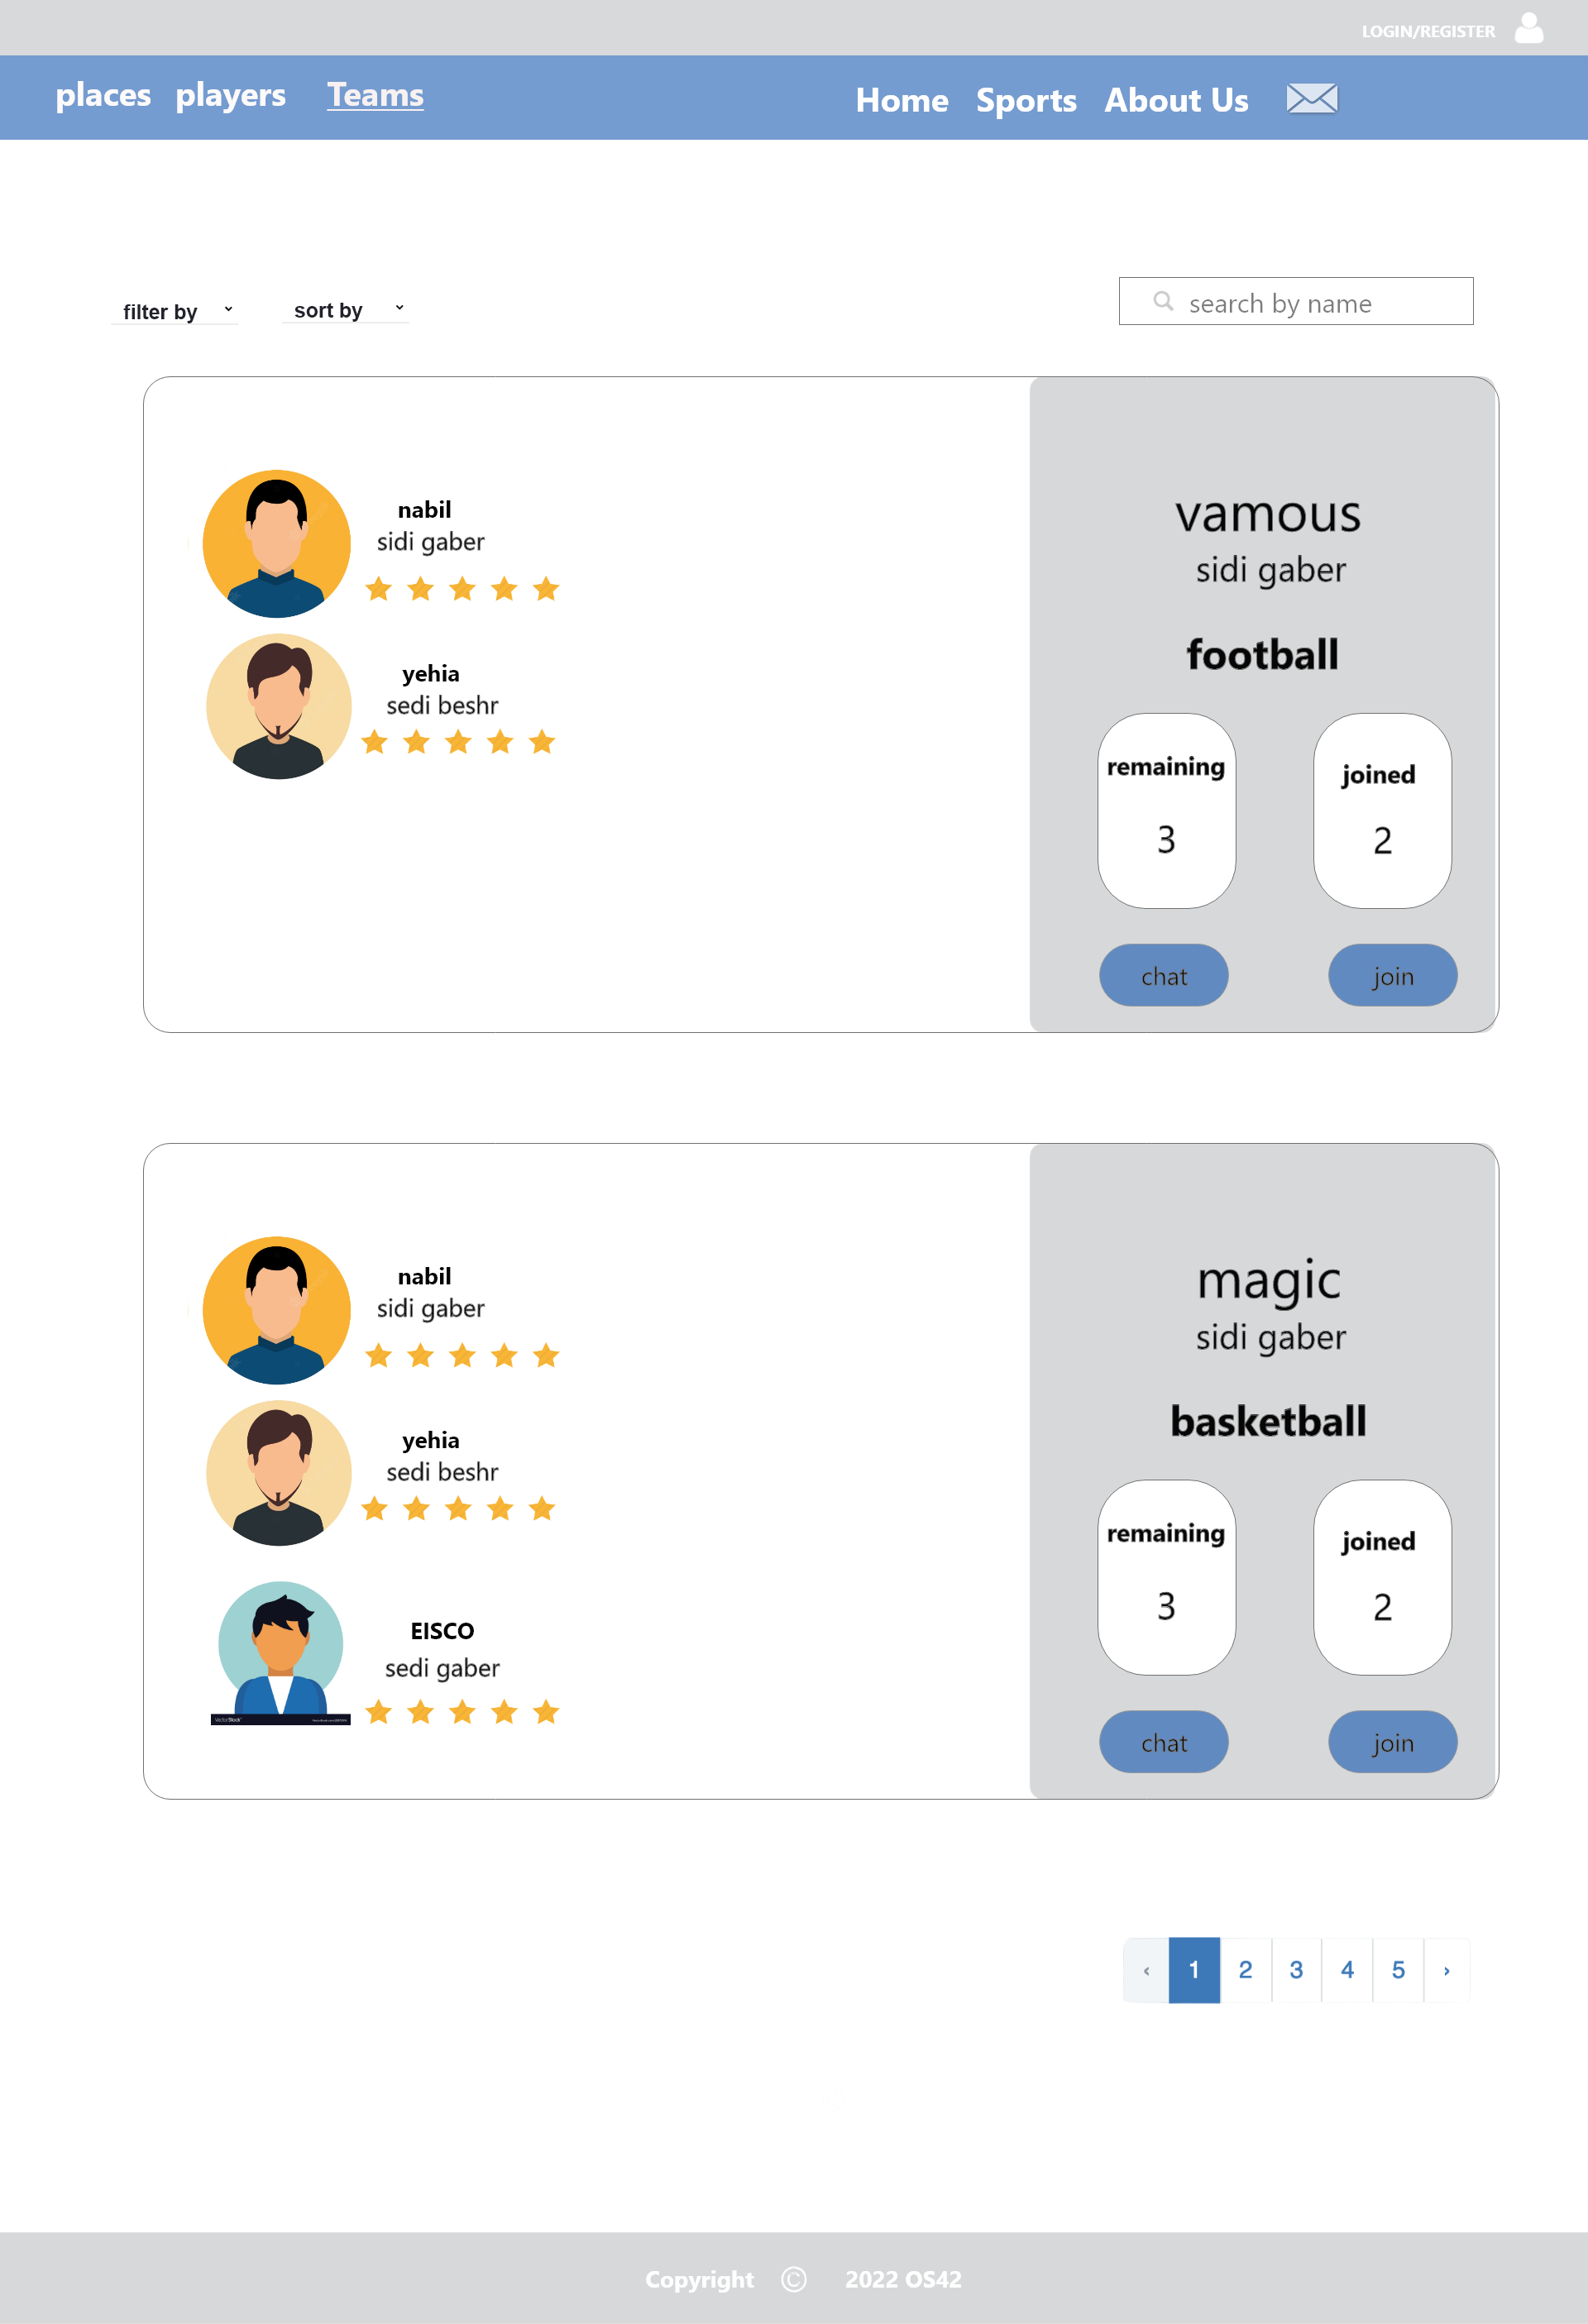 LOGIN/REGISTER
places players Teams
Home Sports About Us
filter by
sort by
search by name
nabil
sidi gaber
yehia
sedi beshr
vamous
sidi gaber
football
remaining
3
joined
2
chat
join
nabil
sidi gaber
yehia
sedi beshr
EISCO
sedi gaber
VectorStock
magic
sidi gaber
basketball
remaining
3
joined
2
chat
join
‹ 1 2 3 4 5 ›
Copyright © 2022 OS42